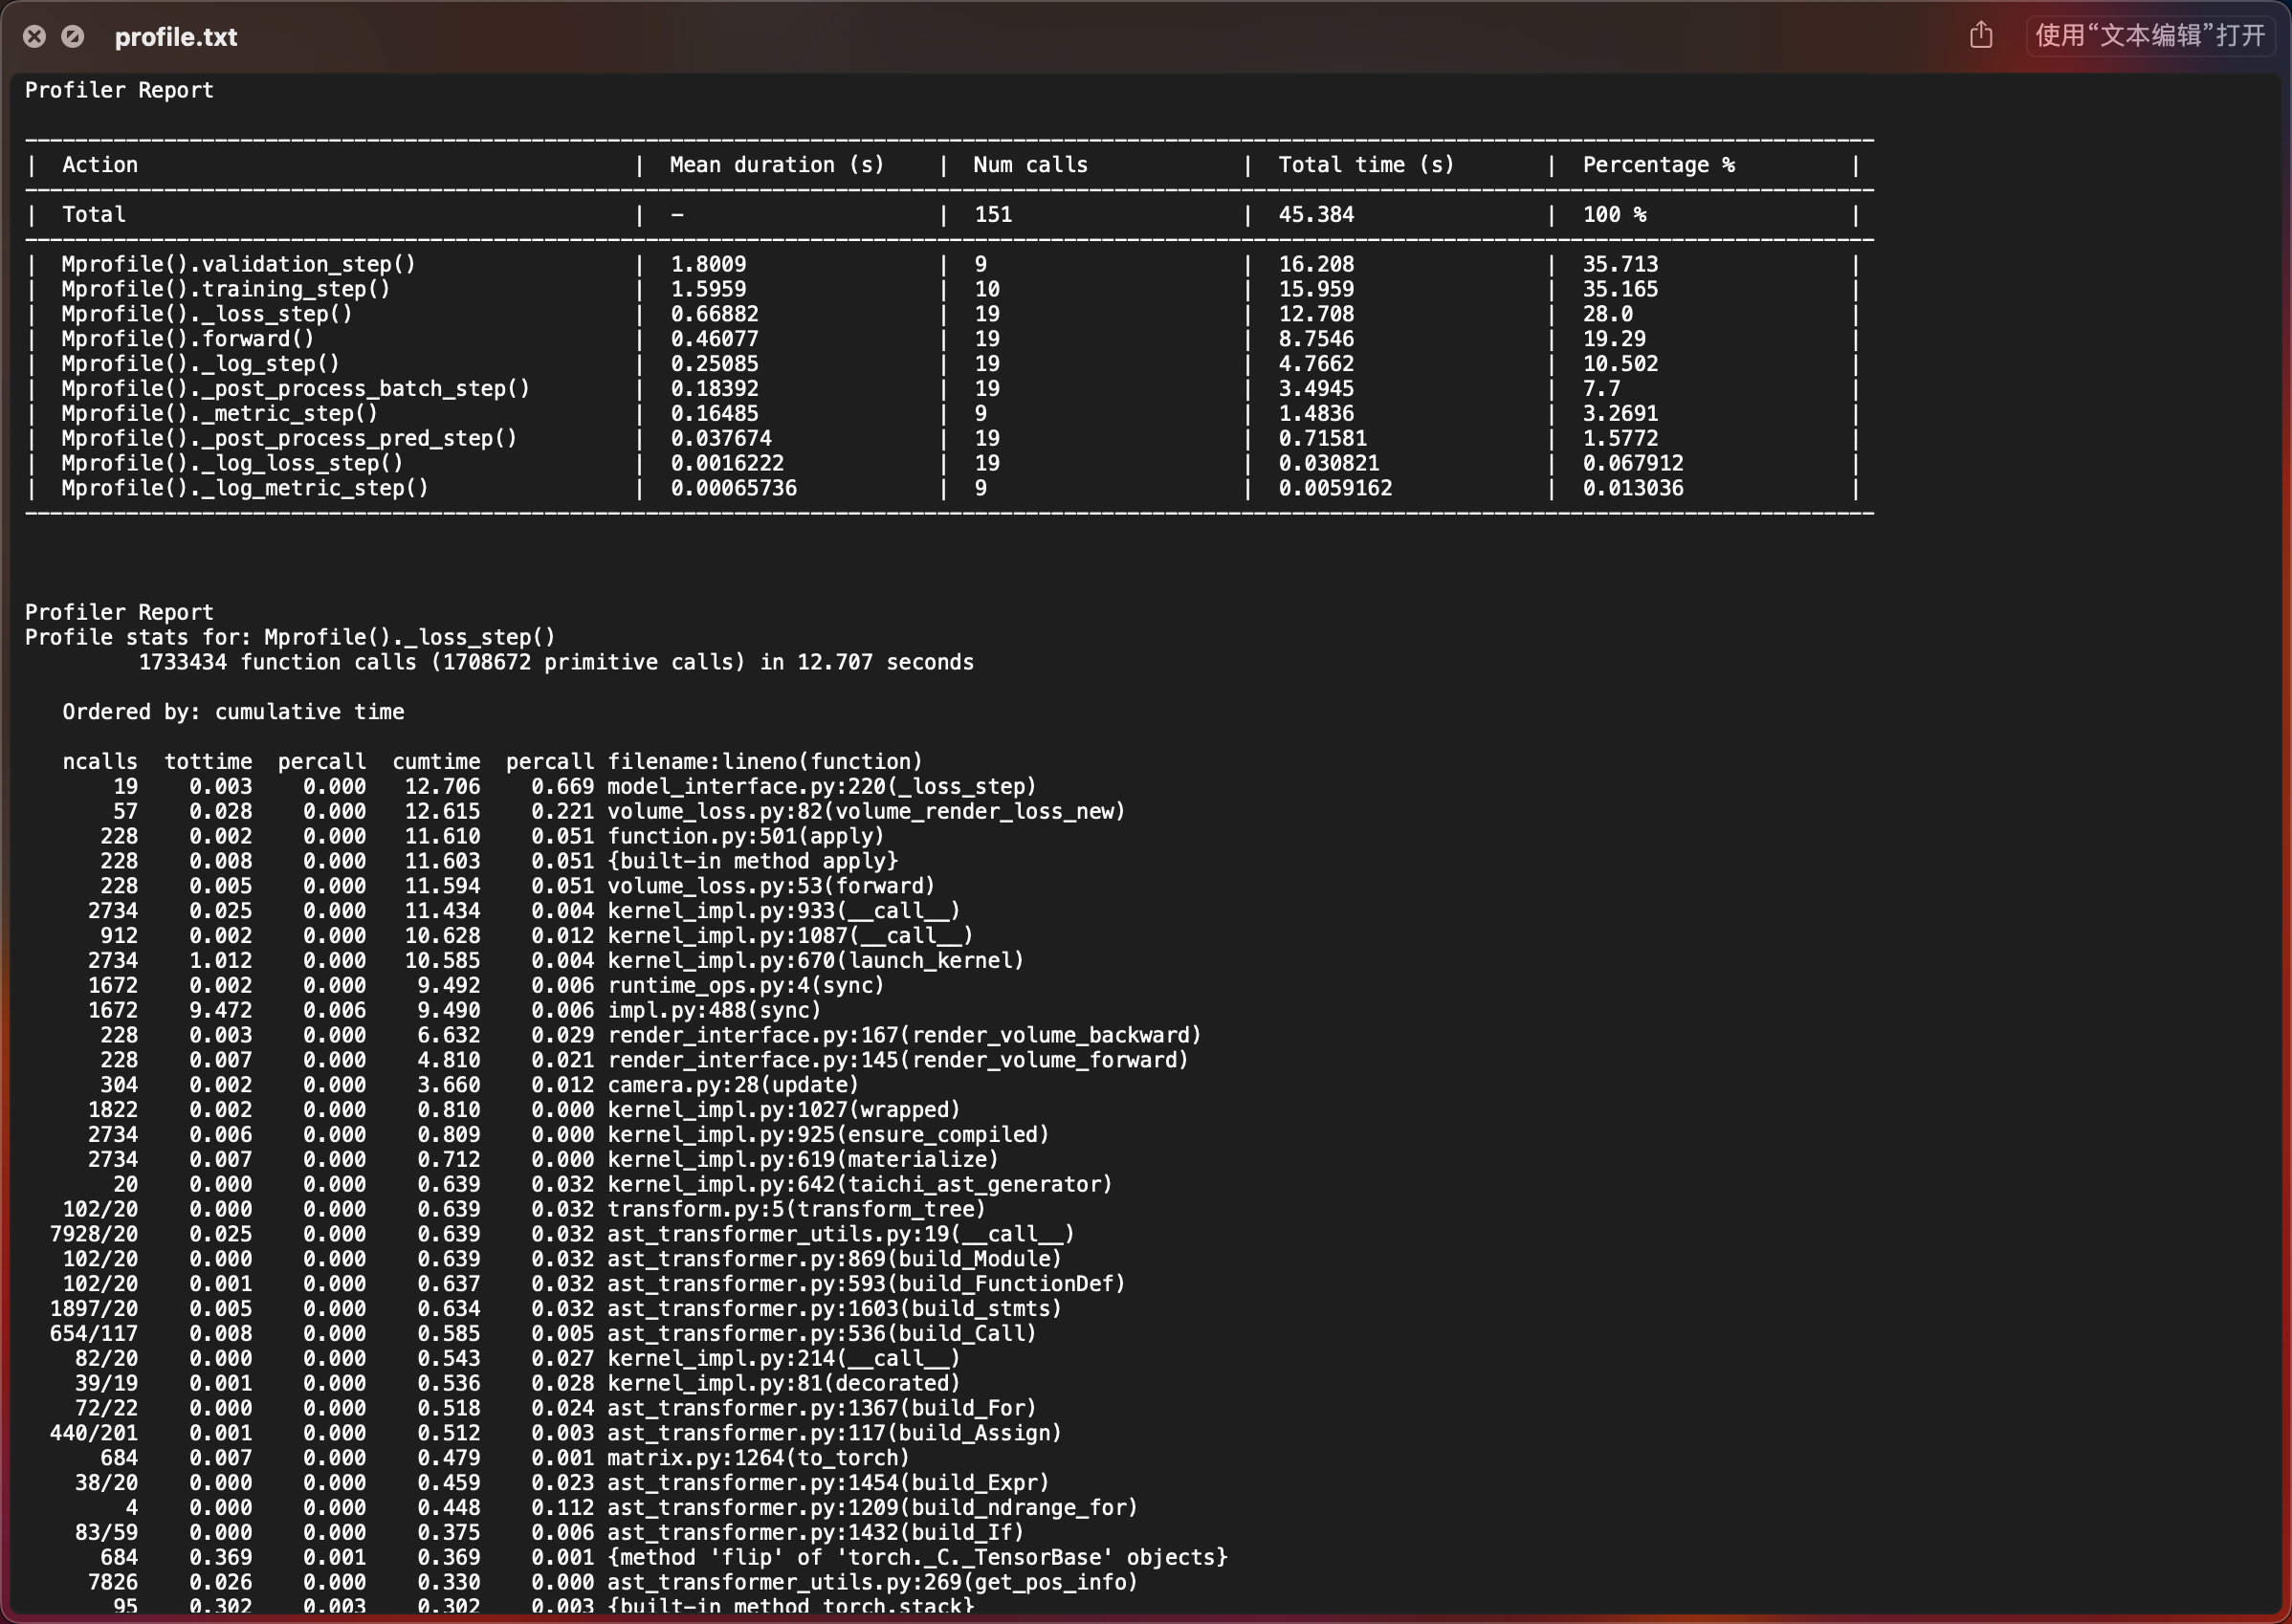 profile.txt
使用“文本编辑”打开
Profiler Report
| Action | Mean duration (s) | Num calls | Total time (s) | Percentage % |
| Total | - | 151 | 45.384 | 100 % |
| Mprofile().validation_step() | 1.8009 | 9 | 16.208 | 35.713 |
| Mprofile().training_step() | 1.5959 | 10 | 15.959 | 35.165 |
| Mprofile()._loss_step() | 0.66882 | 19 | 12.708 | 28.0 |
| Mprofile().forward() | 0.46077 | 19 | 8.7546 | 19.29 |
| Mprofile()._log_step() | 0.25085 | 19 | 4.7662 | 10.502 |
| Mprofile()._post_process_batch_step() | 0.18392 | 19 | 3.4945 | 7.7 |
| Mprofile()._metric_step() | 0.16485 | 9 | 1.4836 | 3.2691 |
| Mprofile()._post_process_pred_step() | 0.037674 | 19 | 0.71581 | 1.5772 |
| Mprofile()._log_loss_step() | 0.0016222 | 19 | 0.030821 | 0.067912 |
| Mprofile()._log_metric_step() | 0.00065736 | 9 | 0.0059162 | 0.013036 |
Profiler Report
Profile stats for: Mprofile()._loss_step()
1733434 function calls (1708672 primitive calls) in 12.707 seconds
Ordered by: cumulative time
ncalls tottime percall cumtime percall filename:lineno(function)
19 0.003 0.000 12.706 0.669 model_interface.py:220(_loss_step)
57 0.028 0.000 12.615 0.221 volume_loss.py:82(volume_render_loss_new)
228 0.002 0.000 11.610 0.051 function.py:501(apply)
228 0.008 0.000 11.603 0.051 {built-in method apply}
228 0.005 0.000 11.594 0.051 volume_loss.py:53(forward)
2734 0.025 0.000 11.434 0.004 kernel_impl.py:933(__call__)
912 0.002 0.000 10.628 0.012 kernel_impl.py:1087(__call__)
2734 1.012 0.000 10.585 0.004 kernel_impl.py:670(launch_kernel)
1672 0.002 0.000 9.492 0.006 runtime_ops.py:4(sync)
1672 9.472 0.006 9.490 0.006 impl.py:488(sync)
228 0.003 0.000 6.632 0.029 render_interface.py:167(render_volume_backward)
228 0.007 0.000 4.810 0.021 render_interface.py:145(render_volume_forward)
304 0.002 0.000 3.660 0.012 camera.py:28(update)
1822 0.002 0.000 0.810 0.000 kernel_impl.py:1027(wrapped)
2734 0.006 0.000 0.809 0.000 kernel_impl.py:925(ensure_compiled)
2734 0.007 0.000 0.712 0.000 kernel_impl.py:619(materialize)
20 0.000 0.000 0.639 0.032 kernel_impl.py:642(taichi_ast_generator)
102/20 0.000 0.000 0.639 0.032 transform.py:5(transform_tree)
7928/20 0.025 0.000 0.639 0.032 ast_transformer_utils.py:19(__call__)
102/20 0.000 0.000 0.639 0.032 ast_transformer.py:869(build_Module)
102/20 0.001 0.000 0.637 0.032 ast_transformer.py:593(build_FunctionDef)
1897/20 0.005 0.000 0.634 0.032 ast_transformer.py:1603(build_stmts)
654/117 0.008 0.000 0.585 0.005 ast_transformer.py:536(build_Call)
82/20 0.000 0.000 0.543 0.027 kernel_impl.py:214(__call__)
39/19 0.001 0.000 0.536 0.028 kernel_impl.py:81(decorated)
72/22 0.000 0.000 0.518 0.024 ast_transformer.py:1367(build_For)
440/201 0.001 0.000 0.512 0.003 ast_transformer.py:117(build_Assign)
684 0.007 0.000 0.479 0.001 matrix.py:1264(to_torch)
38/20 0.000 0.000 0.459 0.023 ast_transformer.py:1454(build_Expr)
4 0.000 0.000 0.448 0.112 ast_transformer.py:1209(build_ndrange_for)
83/59 0.000 0.000 0.375 0.006 ast_transformer.py:1432(build_If)
684 0.369 0.001 0.369 0.001 {method 'flip' of 'torch._C._TensorBase' objects}
7826 0.026 0.000 0.330 0.000 ast_transformer_utils.py:269(get_pos_info)
95 0.302 0.003 0.302 0.003 {built-in method torch.stack}